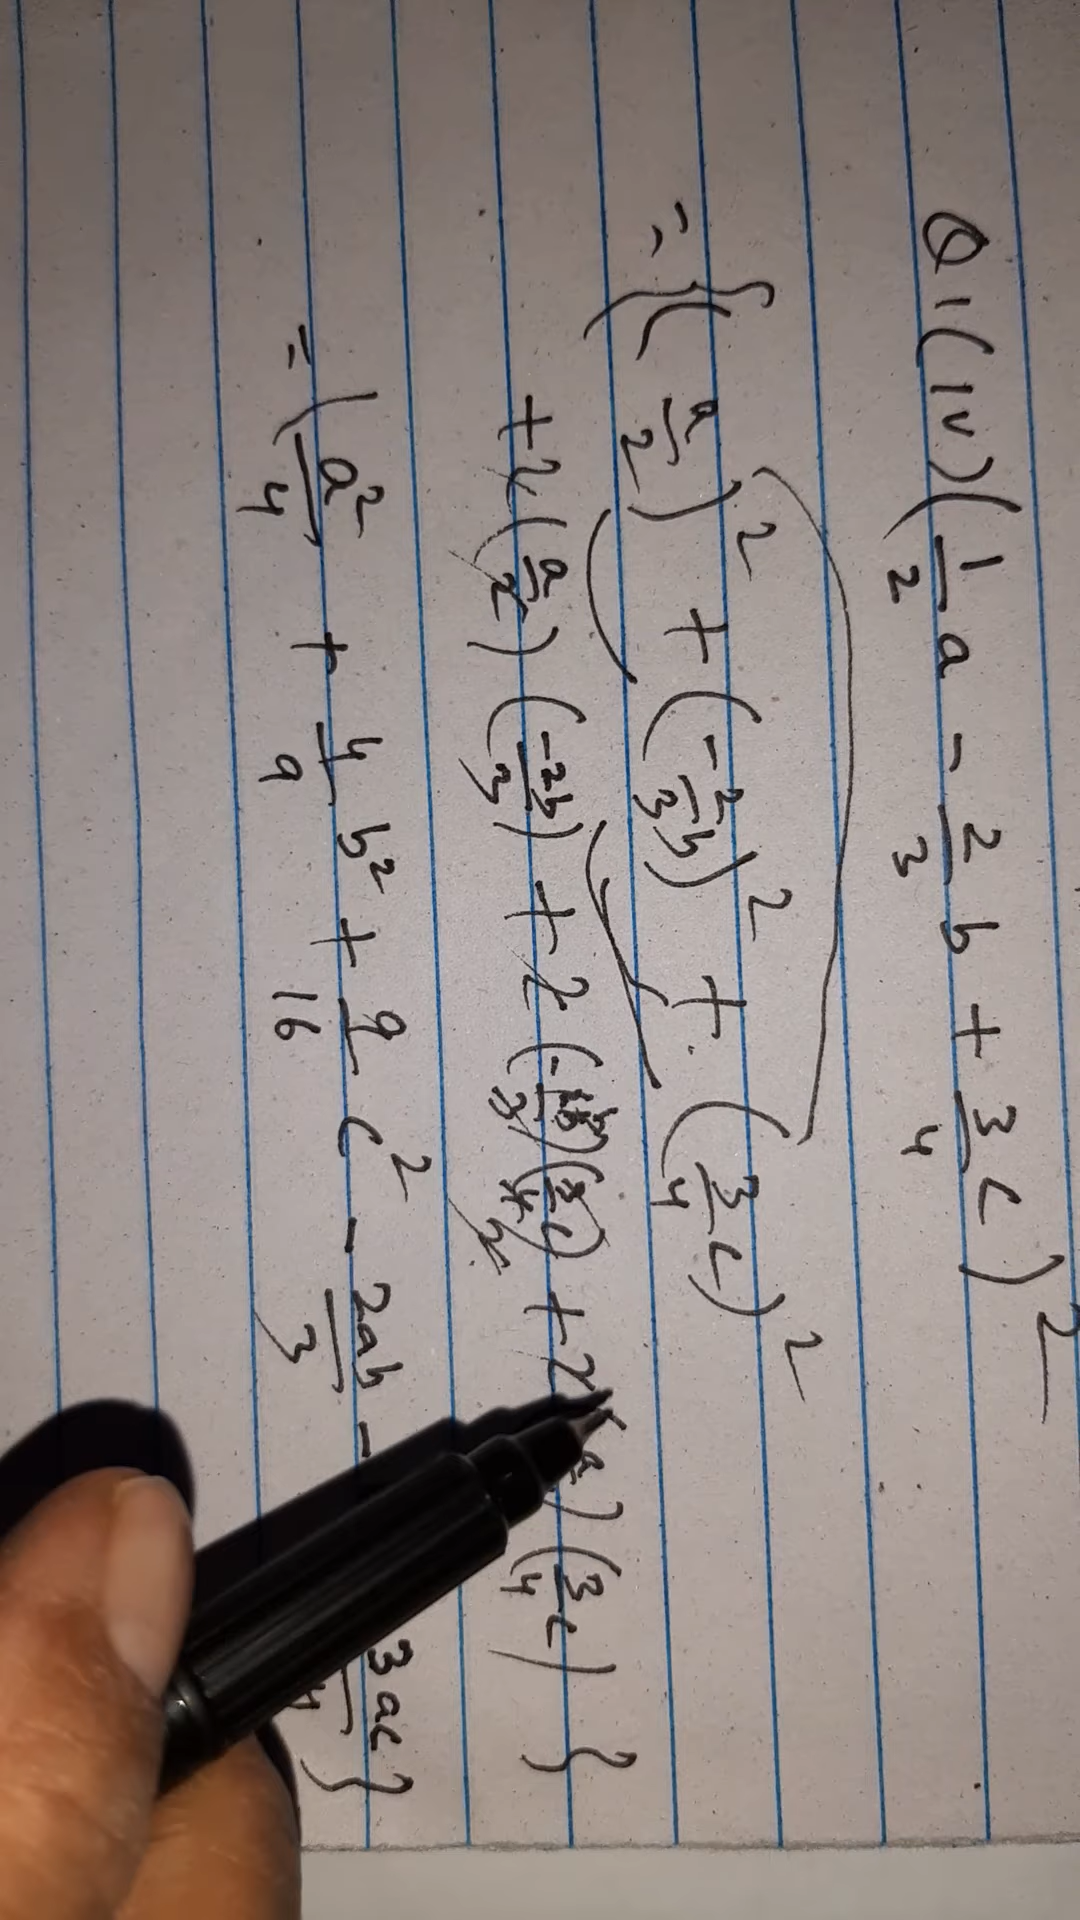 Q1(iv) (1/2 a - 2/3 b + 3/4 c)²
= {(a/2)² + (-2/3 b)² + (3/4 c)²
+2(a/2)(-2b/3) + 2(-2b/3)(3/4 c) + 2 a)(3/4 c)}
= {a²/4 + 4/9 b² + 9/16 c² - 2ab/3 - 3ac/4}